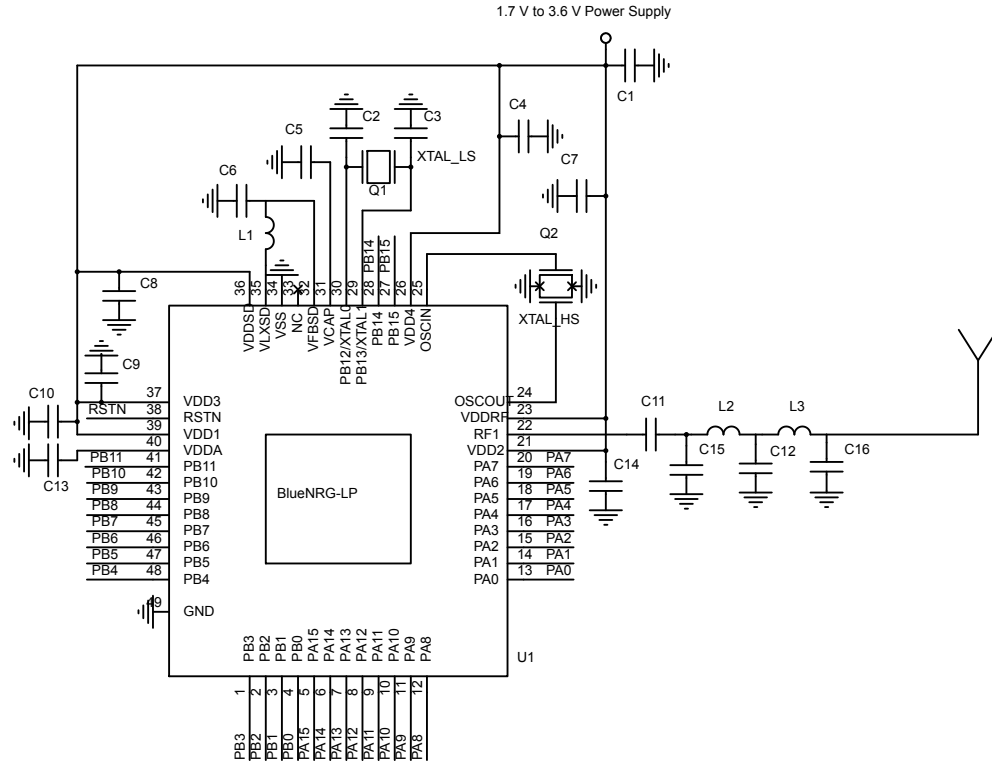 1.7 V to 3.6 V Power Supply
C1
C2
C3
C4
C5
XTAL_LS
C7
C6
Q1
L1
PB14
PB15
Q2
36
35
34
33
32
31
30
29
28
27
26
25
C8
VDDSD
VLXSD
VSS
NC
VFBSD
VCAP
PB12/XTAL0
PB13/XTAL1
PB14
PB15
VDD4
OSCIN
XTAL_HS
C9
C10
37 VDD3
RSTN 38 RSTN
39 VDD1
40 VDDA
C13
PB11 41 PB11
PB10 42 PB10
PB9 43 PB9
PB8 44 PB8
PB7 45 PB7
PB6 46 PB6
PB5 47 PB5
PB4 48 PB4
49 GND
BlueNRG-LP
OSCOUT 24
VDDRF 23
RF1 22
VDD2 21
PA7 20 PA7
PA6 19 PA6
PA5 18 PA5
PA4 17 PA4
PA3 16 PA3
PA2 15 PA2
PA1 14 PA1
PA0 13 PA0
C11
L2
L3
C14
C15
C12
C16
PB3
PB2
PB1
PB0
PA15
PA14
PA13
PA12
PA11
PA10
PA9
PA8
U1
1
2
3
4
5
6
7
8
9
10
11
12
PB3
PB2
PB1
PB0
PA15
PA14
PA13
PA12
PA11
PA10
PA9
PA8